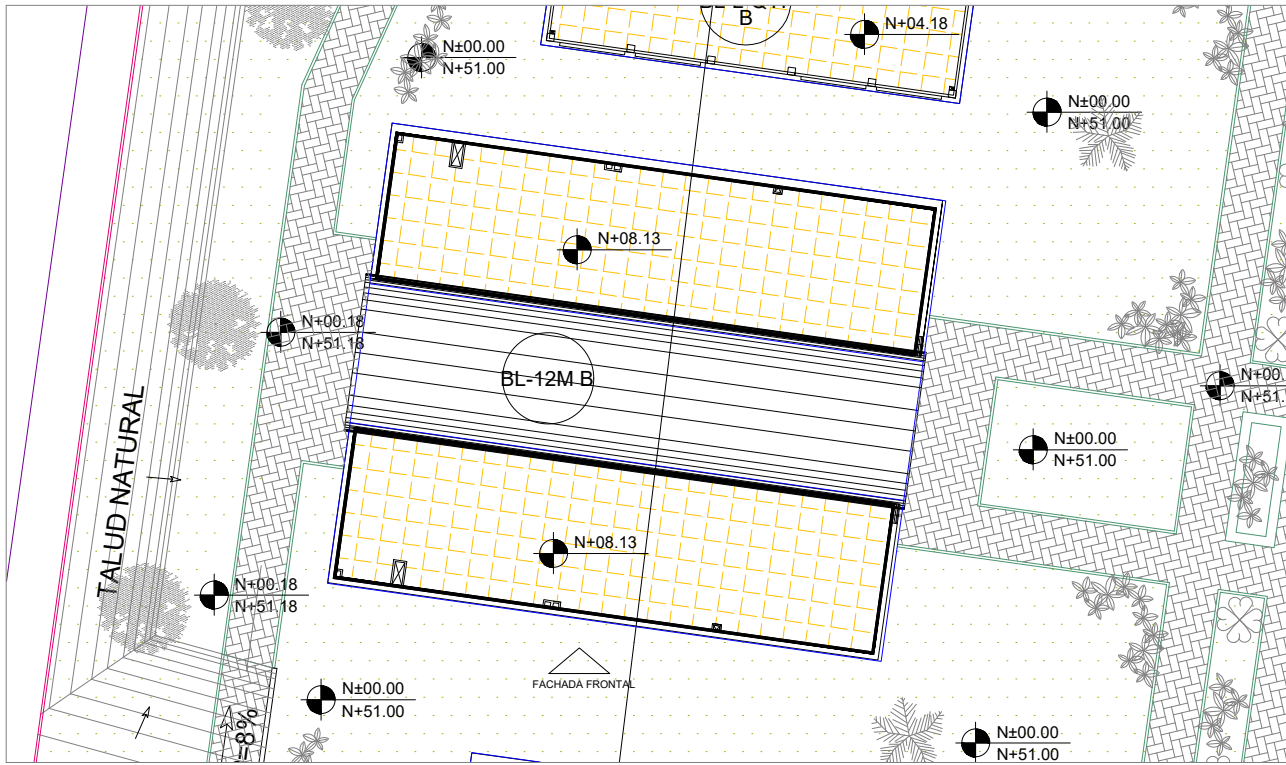 B
N+04.18
N±00.00
N+51.00
N±00.00
N+51.00
N+08.13
N+00.18
N+51.18
BL-12M B
N+00.
N+51.
TALUD NATURAL
N±00.00
N+51.00
N+08.13
N+00.18
N+51.18
FACHADA FRONTAL
N±00.00
N+51.00
=8%
N±00.00
N+51.00